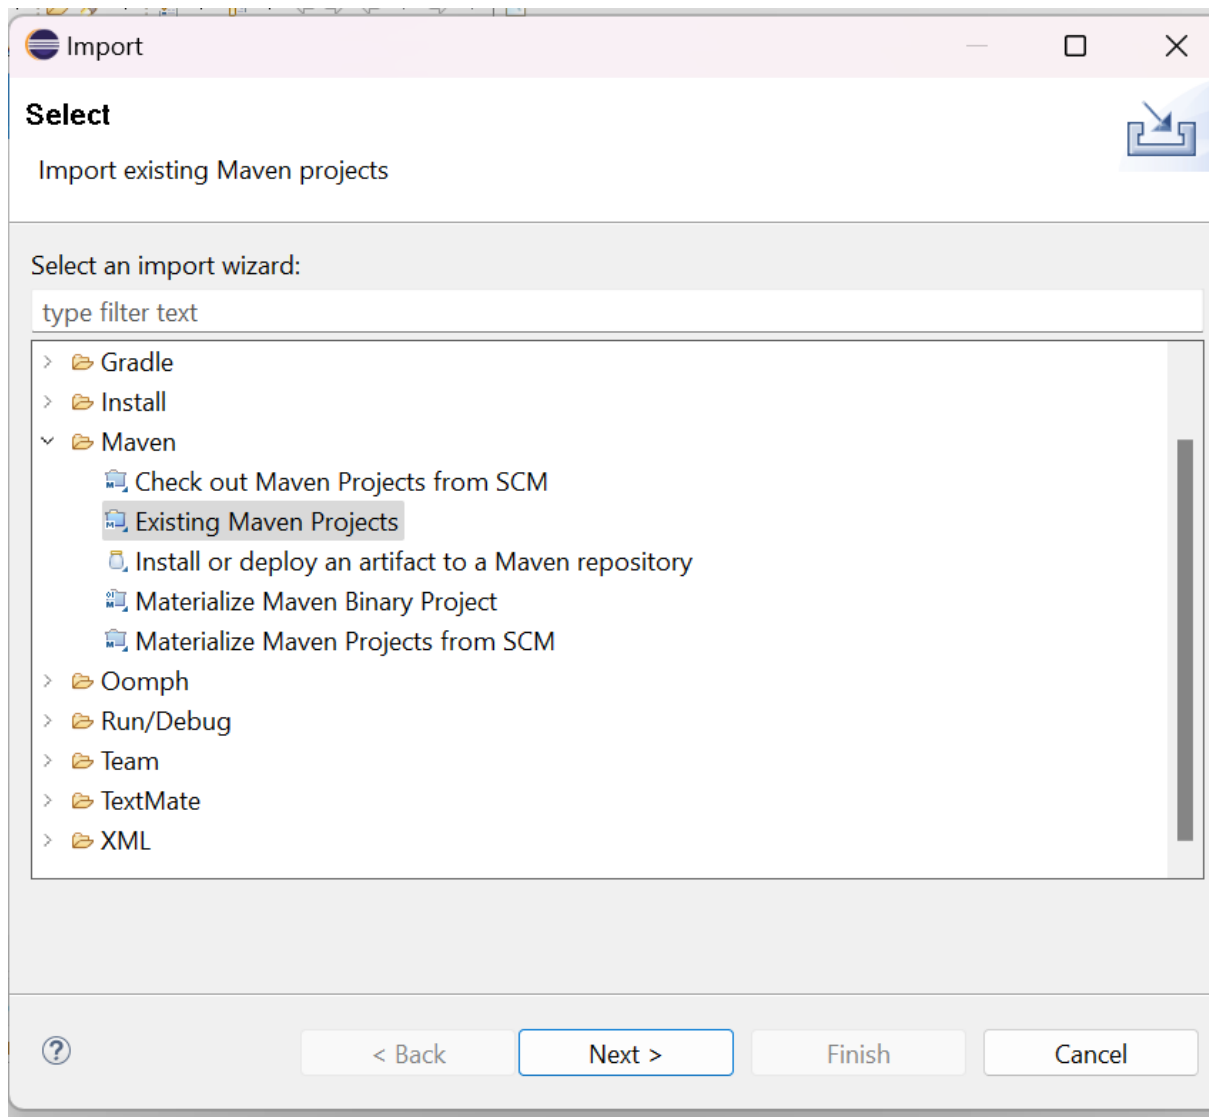 Import
Select
Import existing Maven projects
Select an import wizard:
type filter text
Gradle
Install
Maven
Check out Maven Projects from SCM
Existing Maven Projects
Install or deploy an artifact to a Maven repository
Materialize Maven Binary Project
Materialize Maven Projects from SCM
Oomph
Run/Debug
Team
TextMate
XML
? < Back Next > Finish Cancel